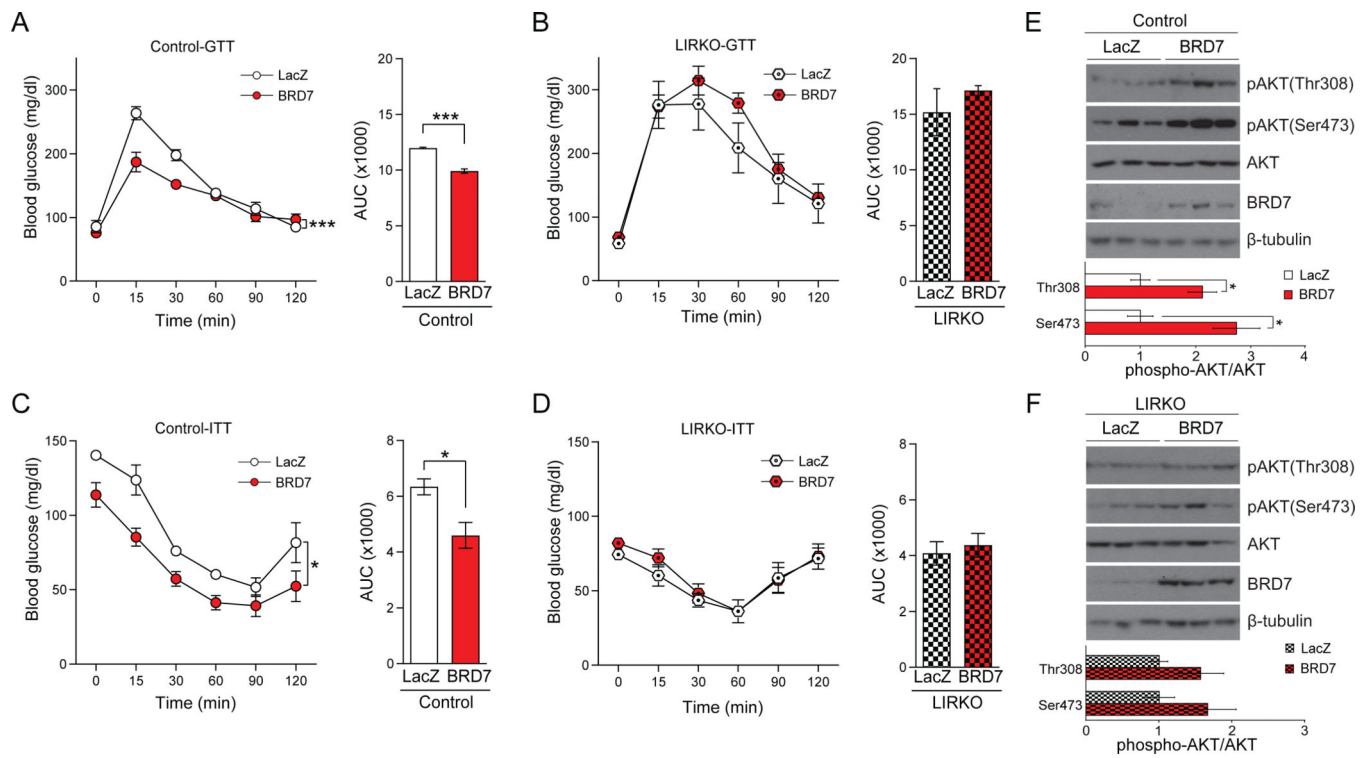 A
Control-GTT
LacZ
BRD7
Blood glucose (mg/dl)
300
200
100
0
***
0 15 30 60 90 120
Time (min)
AUC (x1000)
20
15
10
5
0
***
LacZ BRD7
Control
B
LIRKO-GTT
LacZ
BRD7
Blood glucose (mg/dl)
300
200
100
0
0 15 30 60 90 120
Time (min)
AUC (x1000)
20
15
10
5
0
LacZ BRD7
LIRKO
E
Control
LacZ BRD7
pAKT(Thr308)
pAKT(Ser473)
AKT
BRD7
β-tubulin
LacZ
BRD7
Thr308
*
Ser473
*
0 1 2 3 4
phospho-AKT/AKT
C
Control-ITT
LacZ
BRD7
Blood glucose (mg/dl)
150
100
50
0
*
0 15 30 60 90 120
Time (min)
AUC (x1000)
8
6
4
2
0
*
LacZ BRD7
Control
D
LIRKO-ITT
LacZ
BRD7
Blood glucose (mg/dl)
150
100
50
0
0 15 30 60 90 120
Time (min)
AUC (x1000)
8
6
4
2
0
LacZ BRD7
LIRKO
F
LIRKO
LacZ BRD7
pAKT(Thr308)
pAKT(Ser473)
AKT
BRD7
β-tubulin
LacZ
BRD7
Thr308
Ser473
0 1 2 3
phospho-AKT/AKT